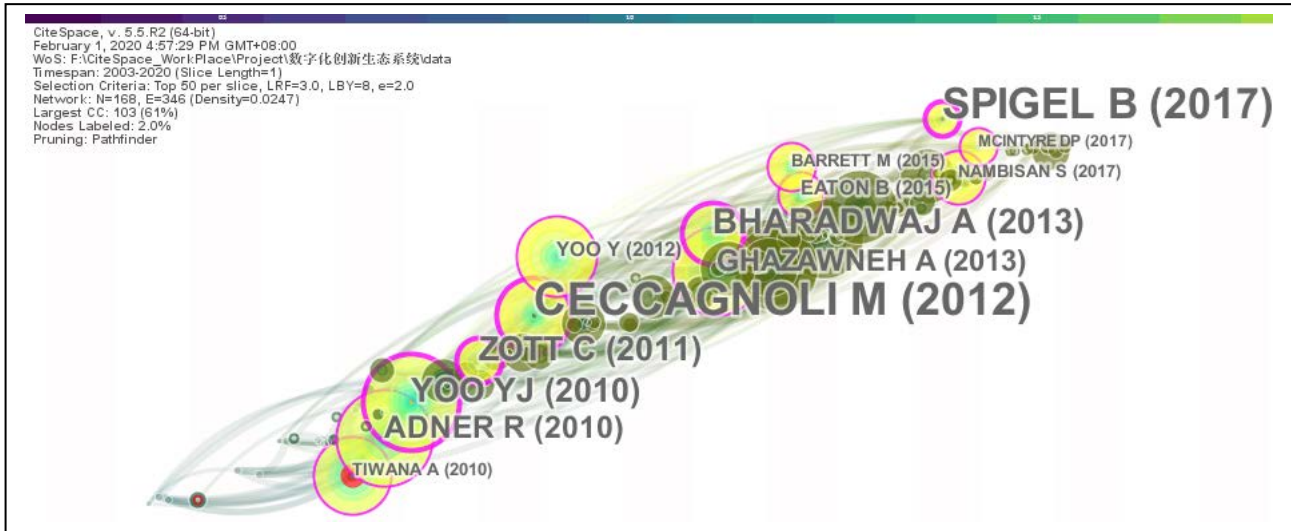 05 10 15
CiteSpace, v. 5.5.R2 (64-bit)
February 1, 2020 4:57:29 PM GMT+08:00
WoS: F:\CiteSpace_WorkPlace\Project\数字化创新生态系统\data
Timespan: 2003-2020 (Slice Length=1)
Selection Criteria: Top 50 per slice, LRF=3.0, LBY=8, e=2.0
Network: N=168, E=346 (Density=0.0247)
Largest CC: 103 (61%)
Nodes Labeled: 2.0%
Pruning: Pathfinder
SPIGEL B (2017)
MCINTYRE DP (2017)
BARRETT M (2015)
NAMBISAN S (2017)
EATON B (2015)
BHARADWAJ A (2013)
YOO Y (2012)
GHAZAWNEH A (2013)
CECCAGNOLI M (2012)
ZOTT C (2011)
YOO YJ (2010)
ADNER R (2010)
TIWANA A (2010)